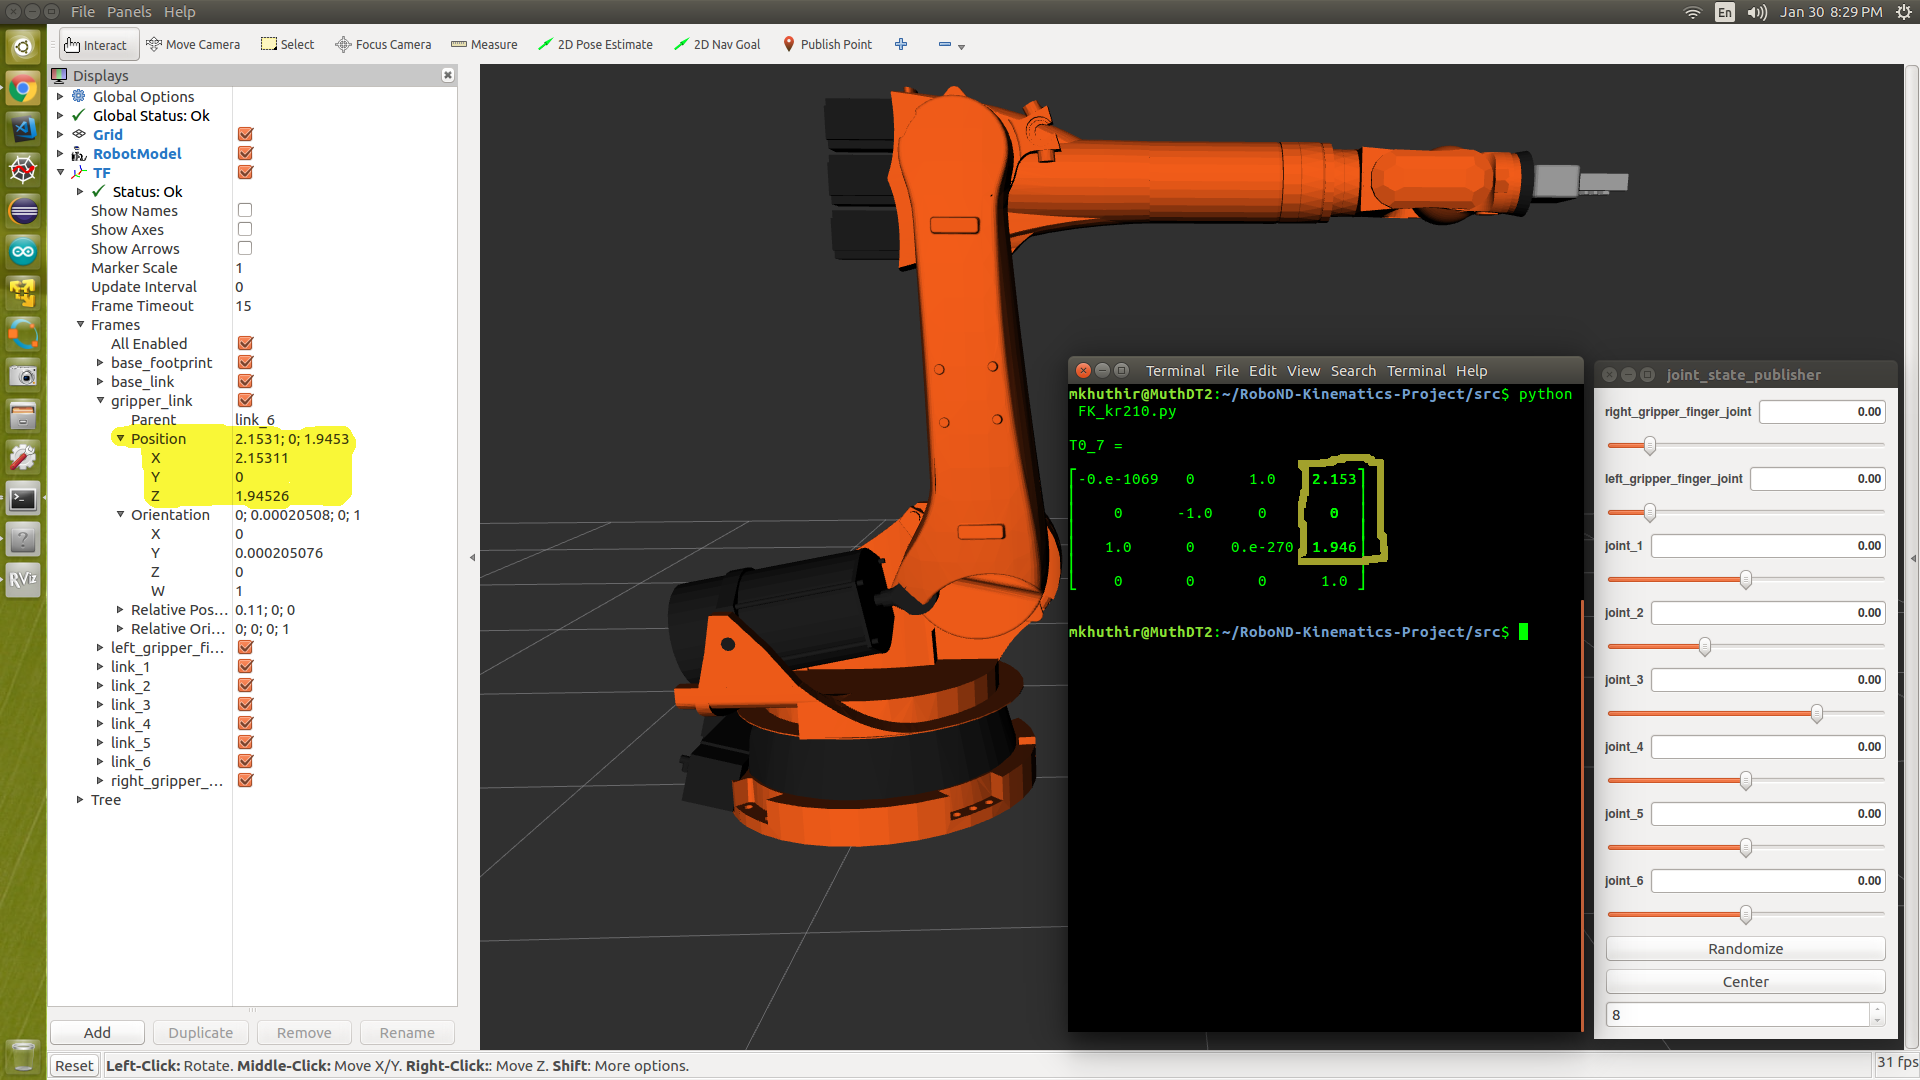 File Panels Help
En Jan 30 8:29 PM
Interact Move Camera Select Focus Camera Measure 2D Pose Estimate 2D Nav Goal Publish Point
Displays
Global Options
Global Status: Ok
Grid
RobotModel
TF
Status: Ok
Show Names
Show Axes
Show Arrows
Marker Scale 1
Update Interval 0
Frame Timeout 15
Frames
All Enabled
base_footprint
base_link
gripper_link
Parent link_6
Position 2.1531; 0; 1.9453
X 2.15311
Y 0
Z 1.94526
Orientation 0; 0.00020508; 0; 1
X 0
Y 0.000205076
Z 0
W 1
Relative Pos... 0.11; 0; 0
Relative Ori... 0; 0; 0; 1
left_gripper_fi...
link_1
link_2
link_3
link_4
link_5
link_6
right_gripper_...
Tree
Add Duplicate Remove Rename
Reset Left-Click: Rotate. Middle-Click: Move X/Y. Right-Click:: Move Z. Shift: More options.
31 fps
RViz
Terminal File Edit View Search Terminal Help
mkhuthir@MuthDT2:~/RoboND-Kinematics-Project/src$ python
FK_kr210.py
T0_7 =
[-0.e-1069 0 1.0 2.153]
0 -1.0 0 0
1.0 0 0.e-270 1.946
[ 0 0 0 1.0 ]
mkhuthir@MuthDT2:~/RoboND-Kinematics-Project/src$
joint_state_publisher
right_gripper_finger_joint 0.00
left_gripper_finger_joint 0.00
joint_1 0.00
joint_2 0.00
joint_3 0.00
joint_4 0.00
joint_5 0.00
joint_6 0.00
Randomize
Center
8